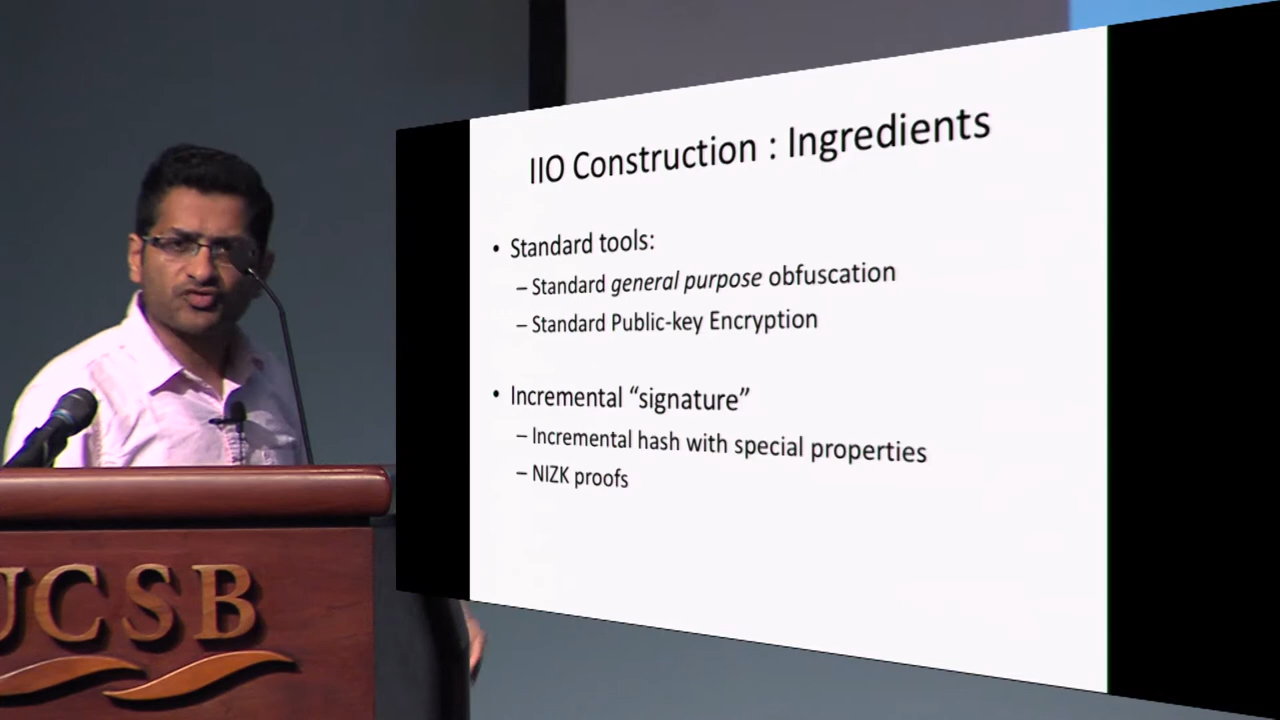 IIO Construction : Ingredients
• Standard tools:
– Standard general purpose obfuscation
– Standard Public-key Encryption
• Incremental “signature”
– Incremental hash with special properties
– NIZK proofs
UCSB